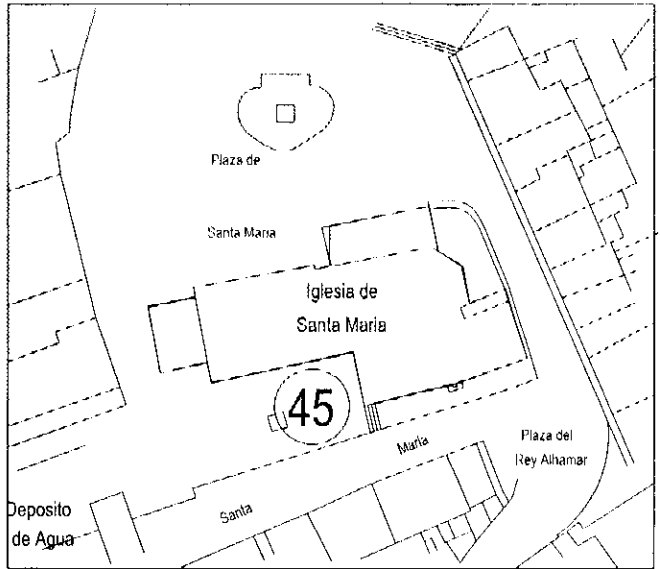 Plaza de
Santa Maria
Iglesia de
Santa Maria
45
Maria
Santa
Plaza del
Rey Alhamar
Deposito
de Agua